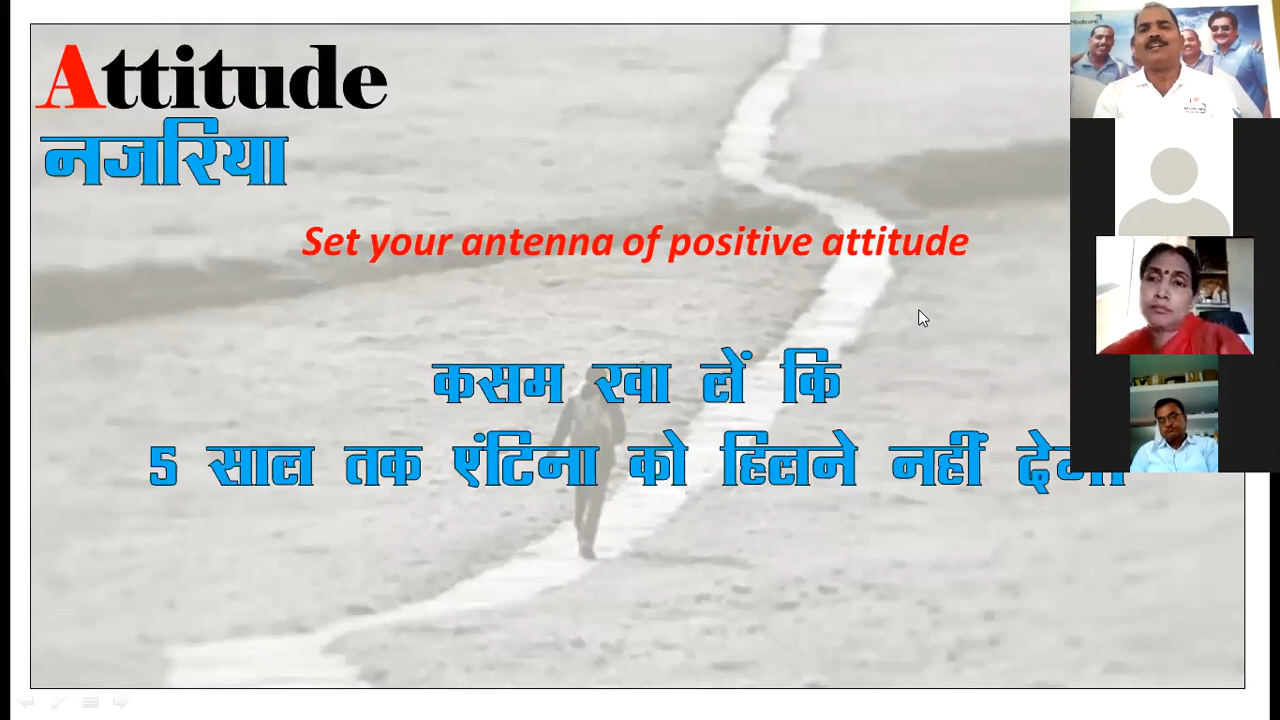 Attitude
नजरिया
Set your antenna of positive attitude
कसम खा लें कि
5 साल तक एंटिना को हिलने नहीं